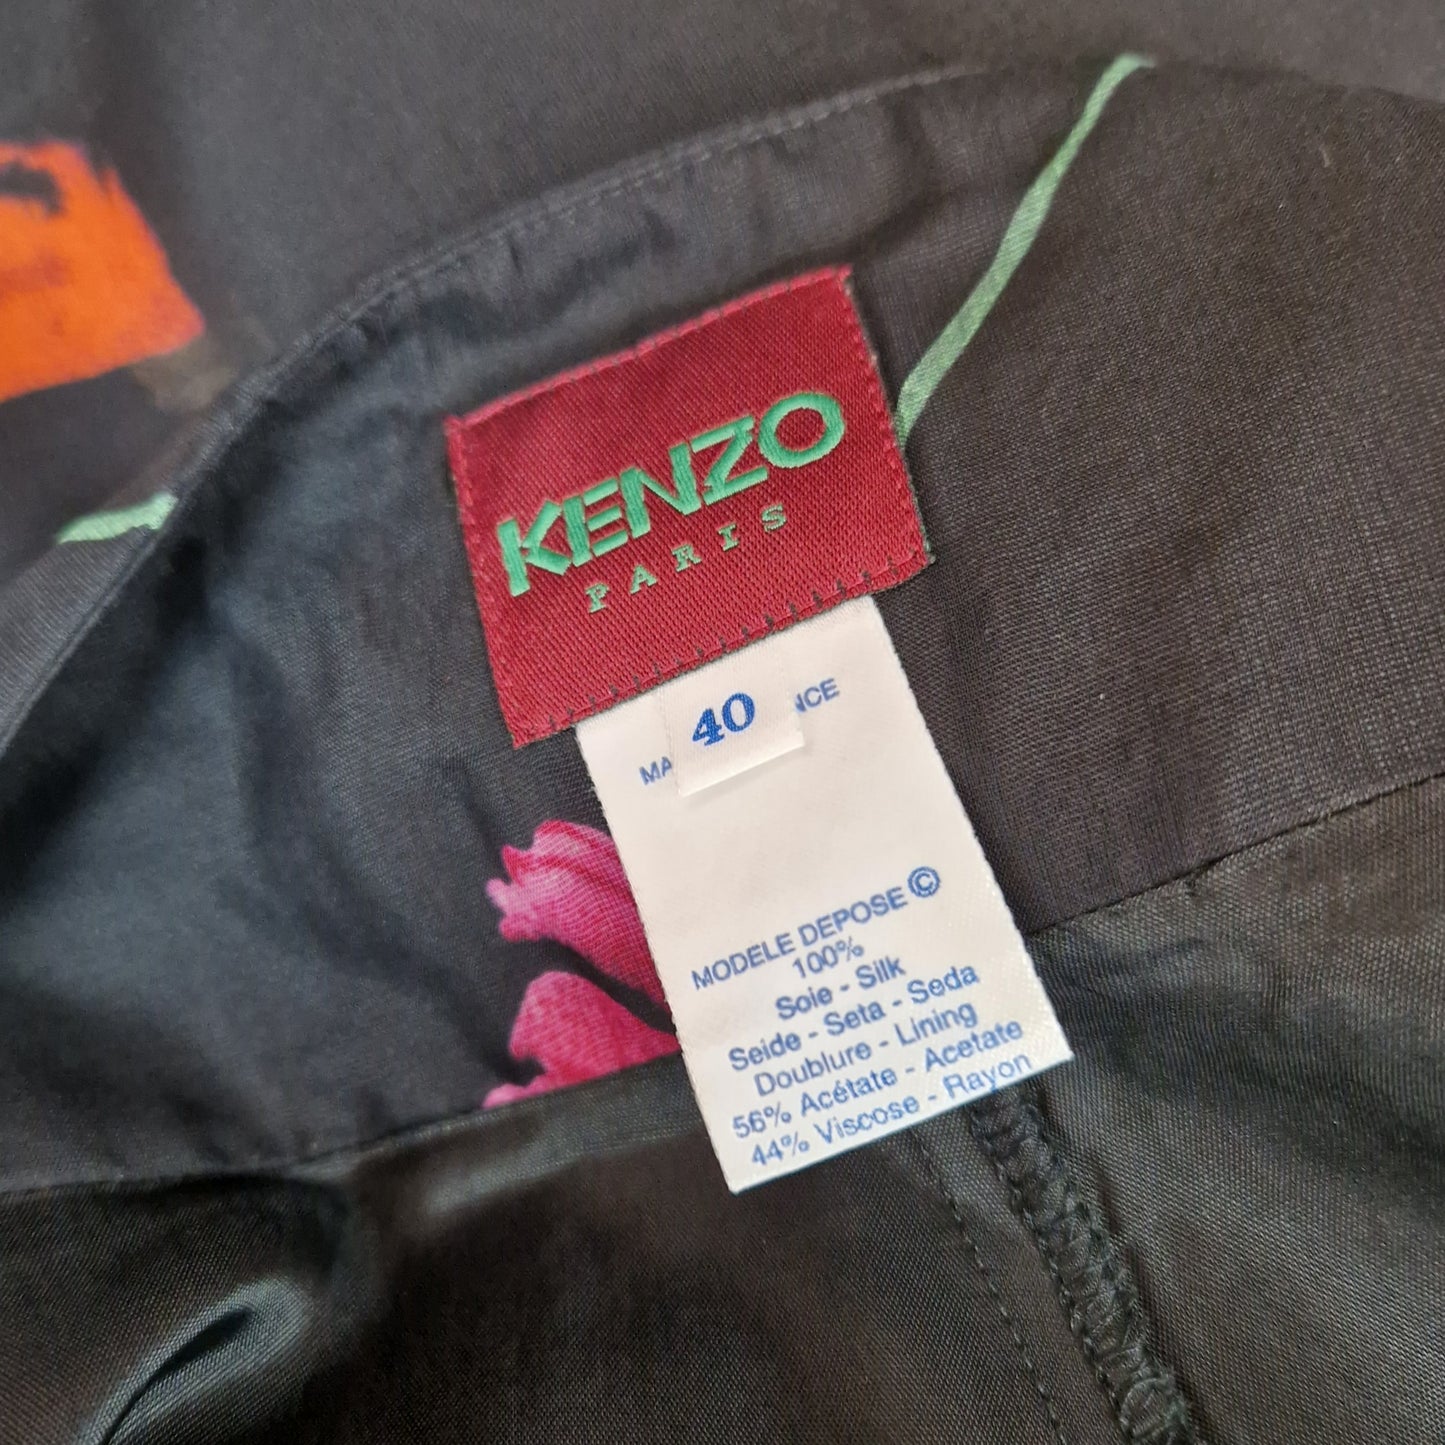 KENZO
PARIS
40
MA NCE
MODELE DEPOSE ©
100%
Soie - Silk
Seide - Seta - Seda
Doublure - Lining
56% Acétate - Acetate
44% Viscose - Rayon